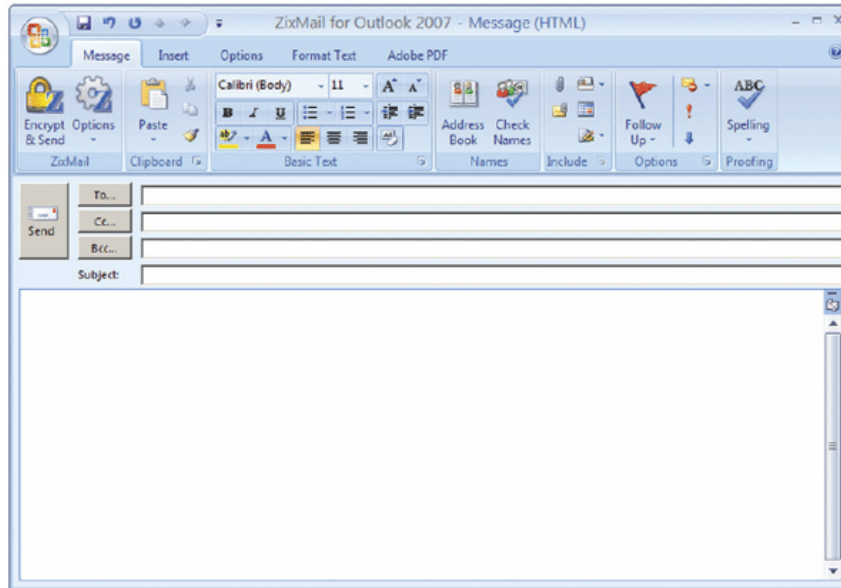 ZixMail for Outlook 2007 - Message (HTML)
Message Insert Options Format Text Adobe PDF
Calibri (Body) 11 A A
B I U
ab A
ABC
Encrypt & Send
Options
Paste
Address Book
Check Names
Follow Up
Spelling
ZixMail Clipboard Basic Text Names Include Options Proofing
Send
To...
Cc...
Bcc...
Subject: